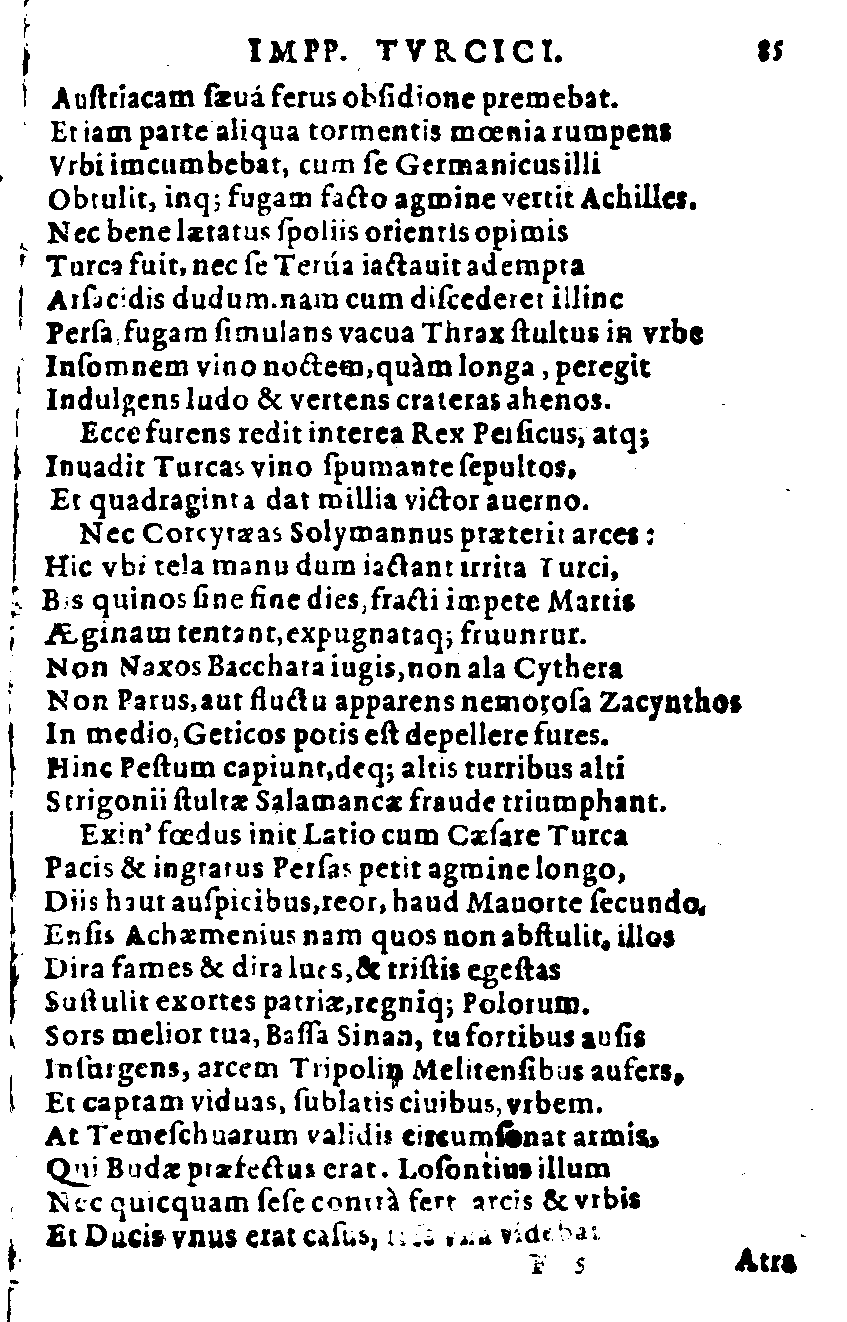 IMPP. TVRCICI. 85
Auſtriacam ſæuá ferus obſidione premebat.
Et iam parte aliqua tormentis mœnia rumpens
Vrbi imcumbebat, cum ſe Germanicus illi
Obtulit, inq; fugam facto agmine vertit Achilles.
Nec bene lætatus ſpoliis orientis opimis
Turca fuit, nec ſe Terúa iactauit adempta
Arſacidis dudum. nam cum diſcederet illinc
Perſa, fugam ſimulans vacua Thrax ſtultus in vrbe
Inſomnem vino noctem, quàm longa, peregit
Indulgens ludo & vertens crateras ahenos.
Ecce furens redit interea Rex Perſicus, atq;
Inuadit Turcas vino ſpumante ſepultos,
Et quadraginta dat millia victor auerno.
Nec Corcyræas Solymannus præterit arces:
Hic vbi tela manu dum iactant irrita Turci,
Bis quinos ſine fine dies, fracti impete Martis
Æginam tentant, expugnataq; fruuntur.
Non Naxos Bacchata iugis, non ala Cythera
Non Parus, aut fluctu apparens nemoroſa Zacynthos
In medio, Geticos potis eſt depellere fures.
Hinc Peſtum capiunt, deq; altis turribus alti
Strigonii ſtultæ Salamancæ fraude triumphant.
Exin' fœdus init Latio cum Cæſare Turca
Pacis & ingratus Perſas petit agmine longo,
Diis haut auſpicibus, reor, haud Mauorte ſecundo,
Enſis Achæmenius nam quos non abſtulit, illos
Dira fames & dira lues, & triſtis egeſtas
Suſtulit exortes patriæ, regniq; Polorum.
Sors melior tua, Baſſa Sinan, tu fortibus auſis
Inſurgens, arcem Tripolin Melitenſibus aufers,
Et captam viduas, ſublatis ciuibus, vrbem.
At Temeſchuarum validis circumſonat armis,
Qui Budæ præfectus erat. Loſontius illum
Nec quicquam ſeſe contrà fert arcis & vrbis
Et Ducis vnus erat caſus, videbat
F 5 Atra